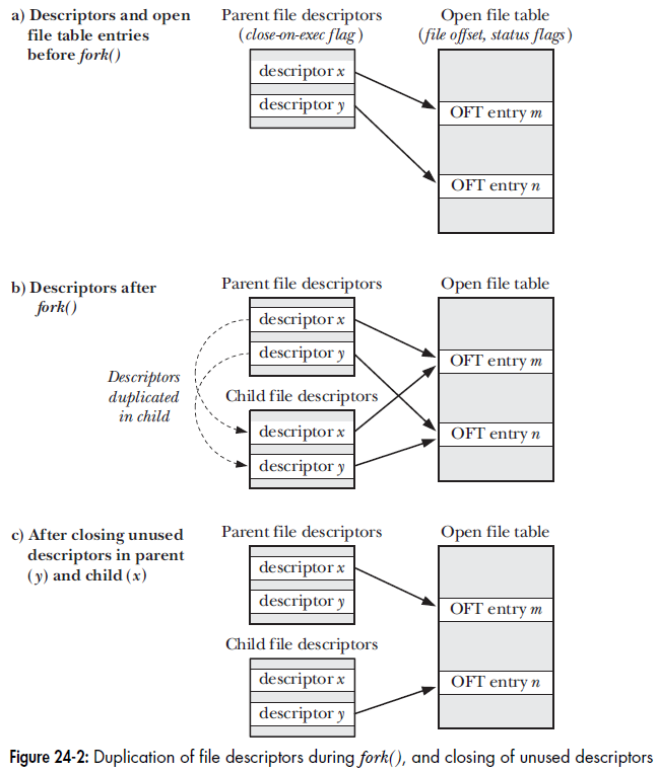 a) Descriptors and open
file table entries
before fork()
Parent file descriptors
(close-on-exec flag)
descriptor x
descriptor y
Open file table
(file offset, status flags)
OFT entry m
OFT entry n
b) Descriptors after
fork()
Descriptors
duplicated
in child
Parent file descriptors
descriptor x
descriptor y
Child file descriptors
descriptor x
descriptor y
Open file table
OFT entry m
OFT entry n
c) After closing unused
descriptors in parent
(y) and child (x)
Parent file descriptors
descriptor x
descriptor y
Child file descriptors
descriptor x
descriptor y
Open file table
OFT entry m
OFT entry n
Figure 24-2: Duplication of file descriptors during fork(), and closing of unused descriptors